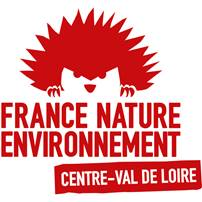 FRANCE NATURE
ENVIRONNEMENT
CENTRE-VAL DE LOIRE